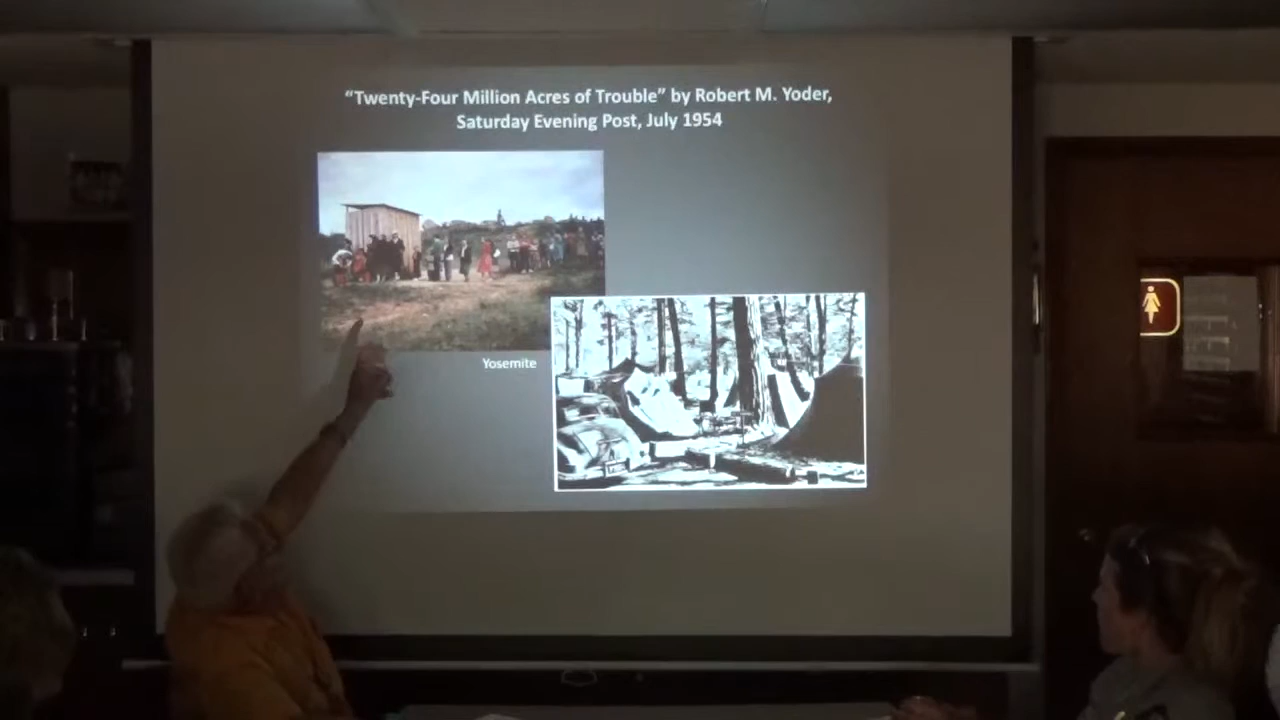 “Twenty-Four Million Acres of Trouble” by Robert M. Yoder,
Saturday Evening Post, July 1954
Yosemite